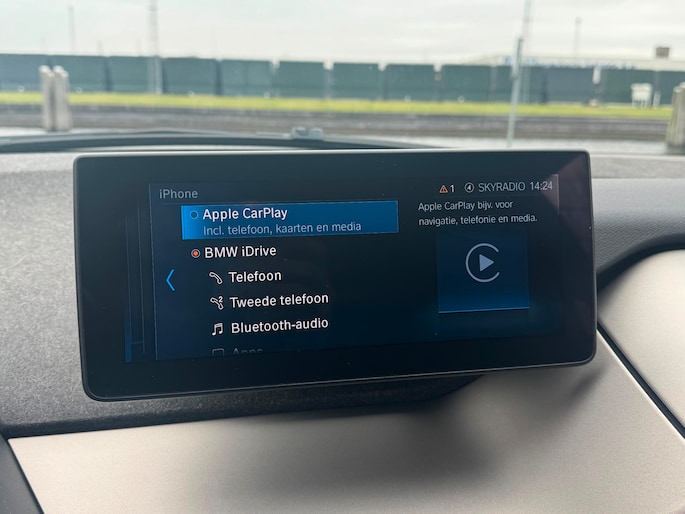 iPhone
1 SKYRADIO 14:24
Apple CarPlay
Incl. telefoon, kaarten en media
Apple CarPlay bijv. voor
navigatie, telefonie en media.
BMW iDrive
Telefoon
Tweede telefoon
Bluetooth-audio
Apps